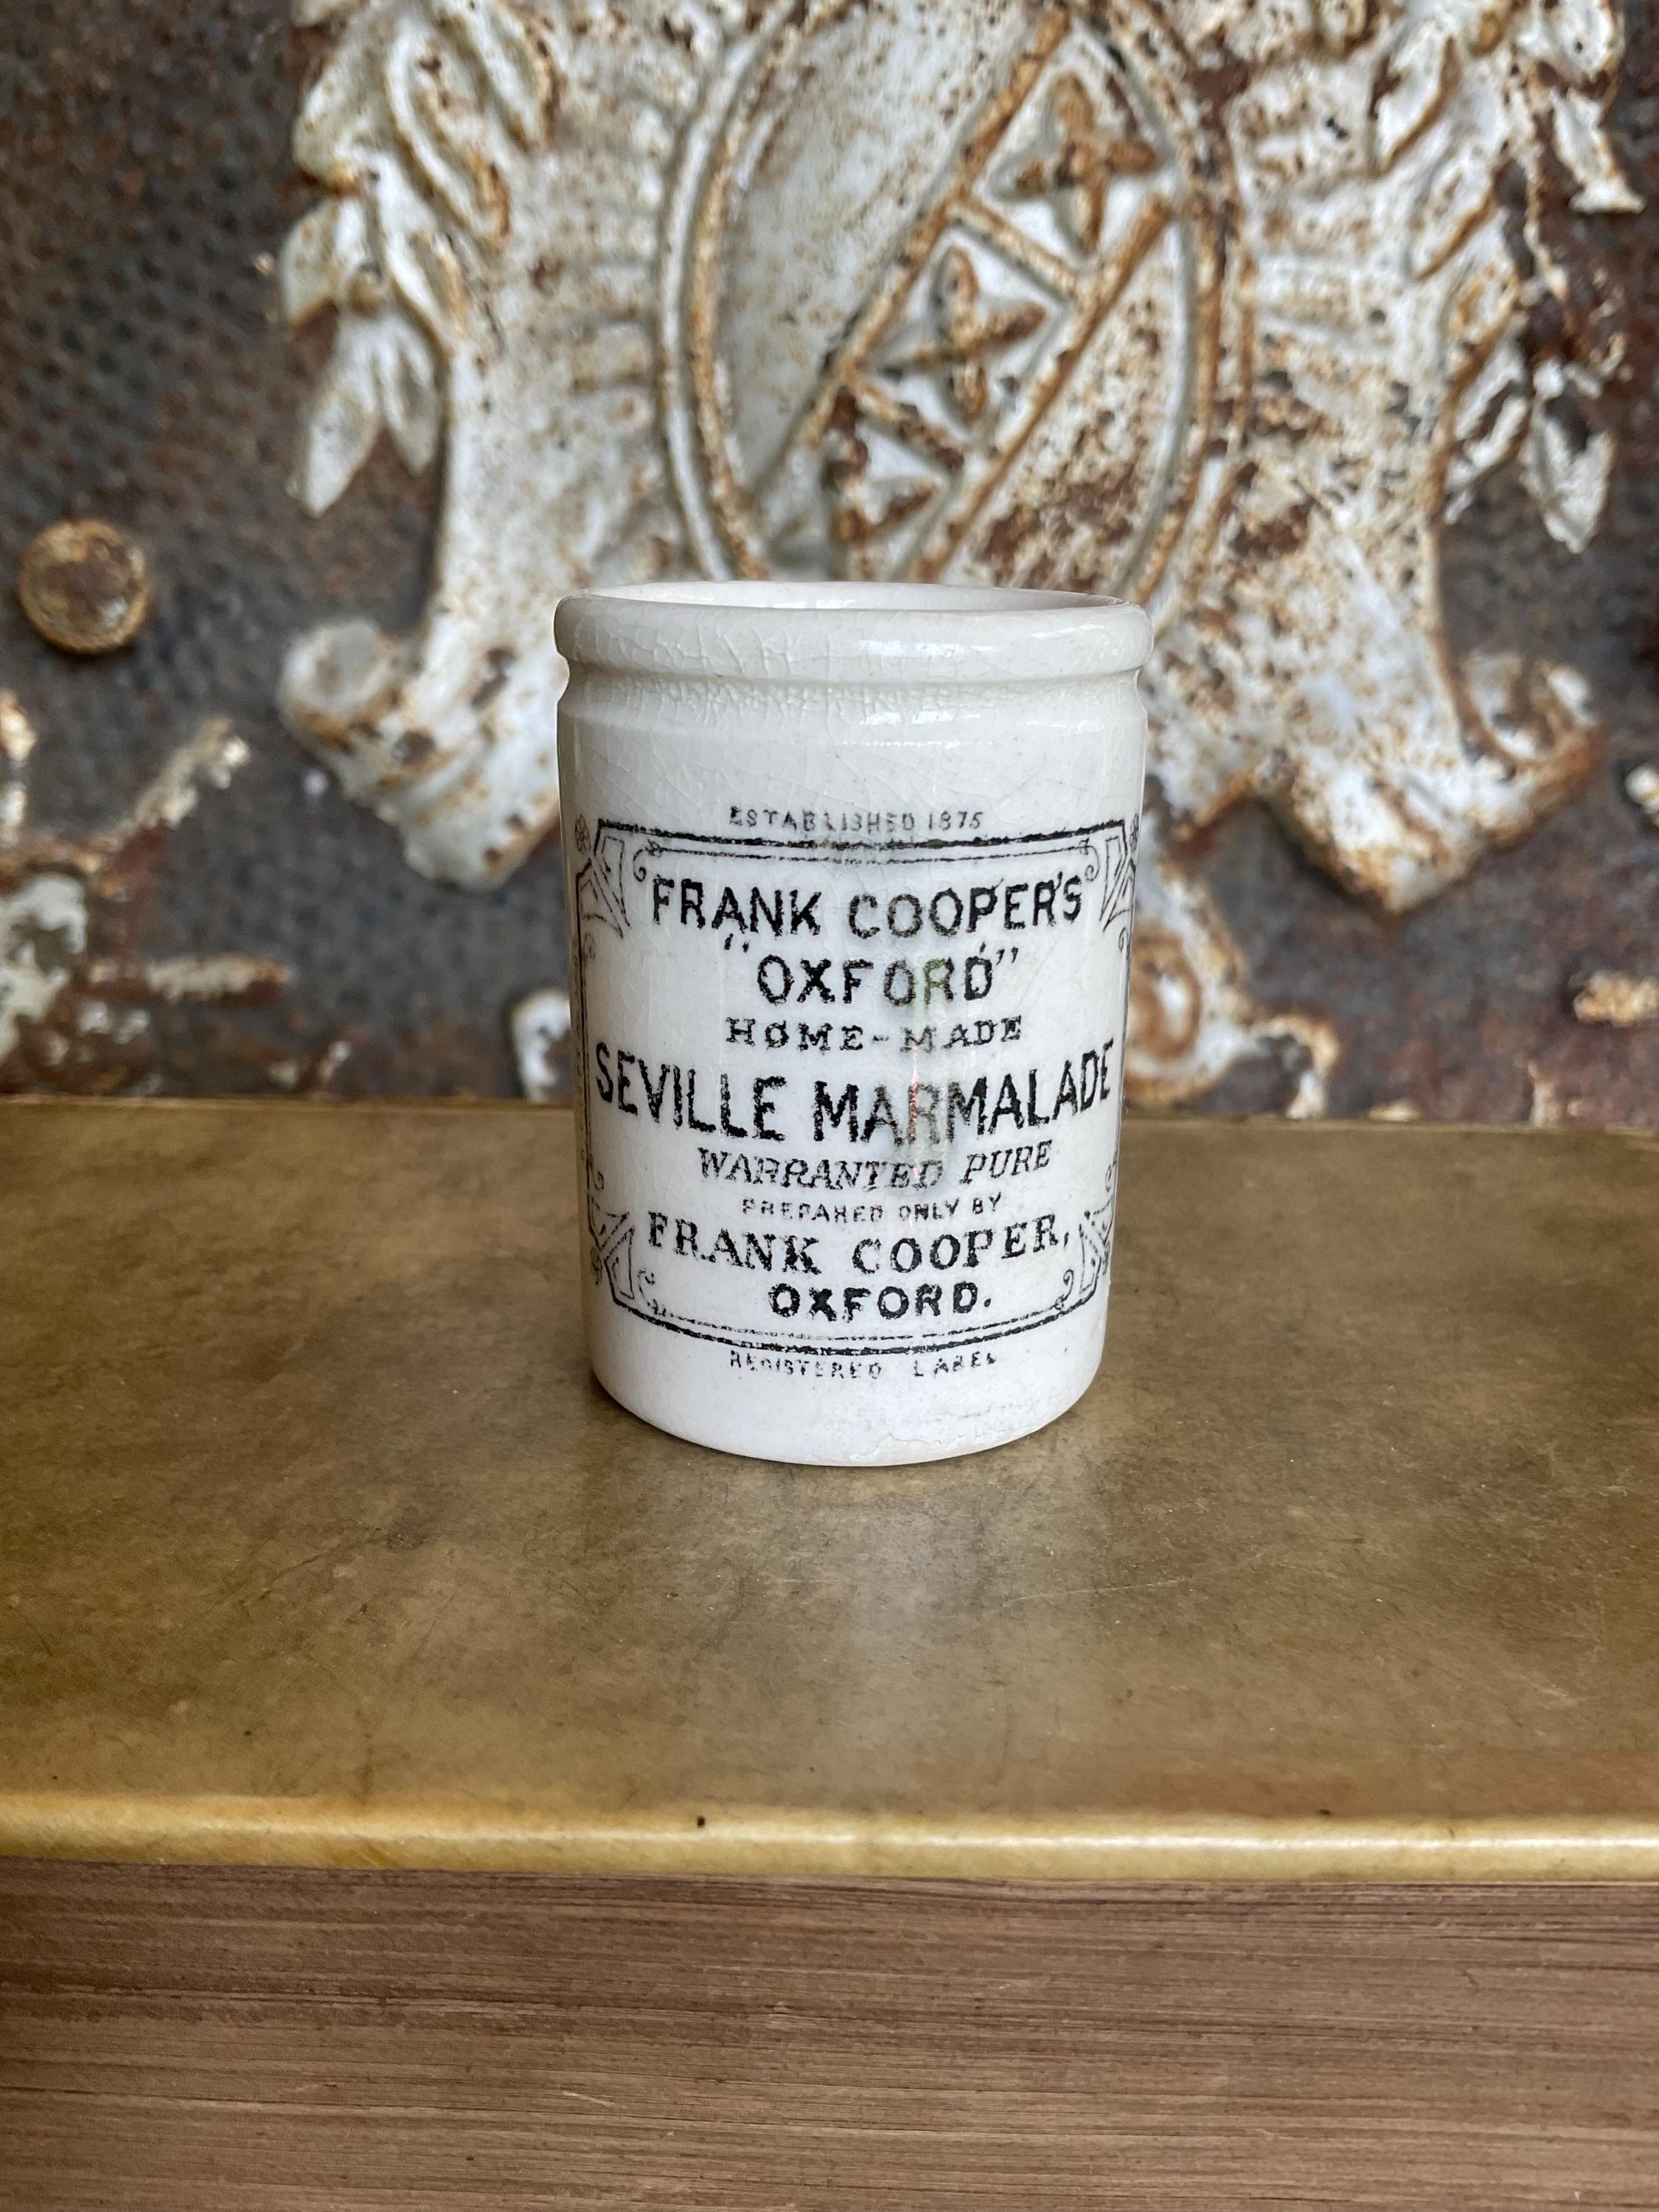 ESTABLISHED 1875
FRANK COOPER'S
"OXFORD"
HOME-MADE
SEVILLE MARMALADE
WARRANTED PURE
PREPARED ONLY BY
FRANK COOPER,
OXFORD.
REGISTERED LABEL